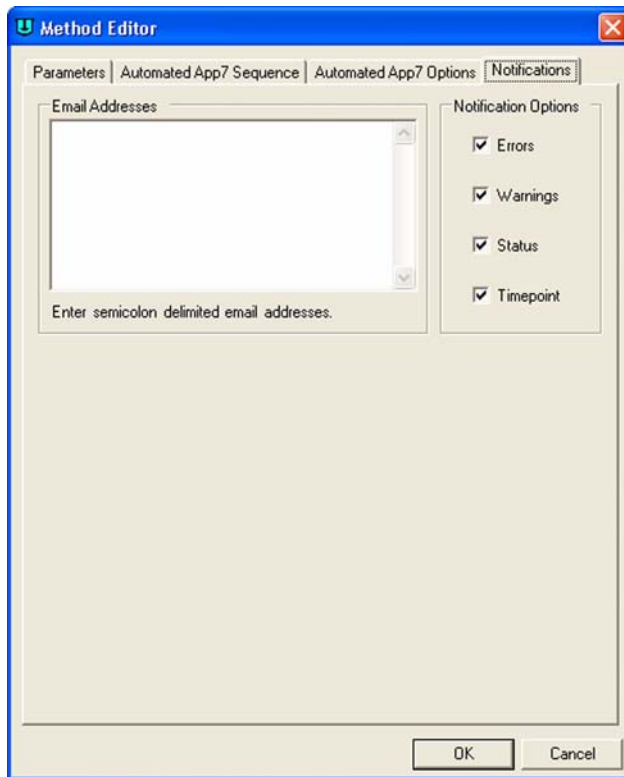 Method Editor
Parameters
Automated App7 Sequence
Automated App7 Options
Notifications
Email Addresses
Enter semicolon delimited email addresses.
Notification Options
Errors
Warnings
Status
Timepoint
OK
Cancel